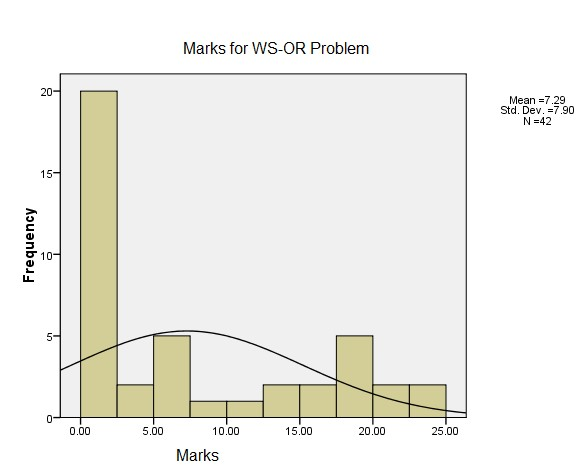 Marks for WS-OR Problem
Mean =7.29
Std. Dev. =7.90
N =42
Frequency
20
15
10
5
0
0.00 5.00 10.00 15.00 20.00 25.00
Marks